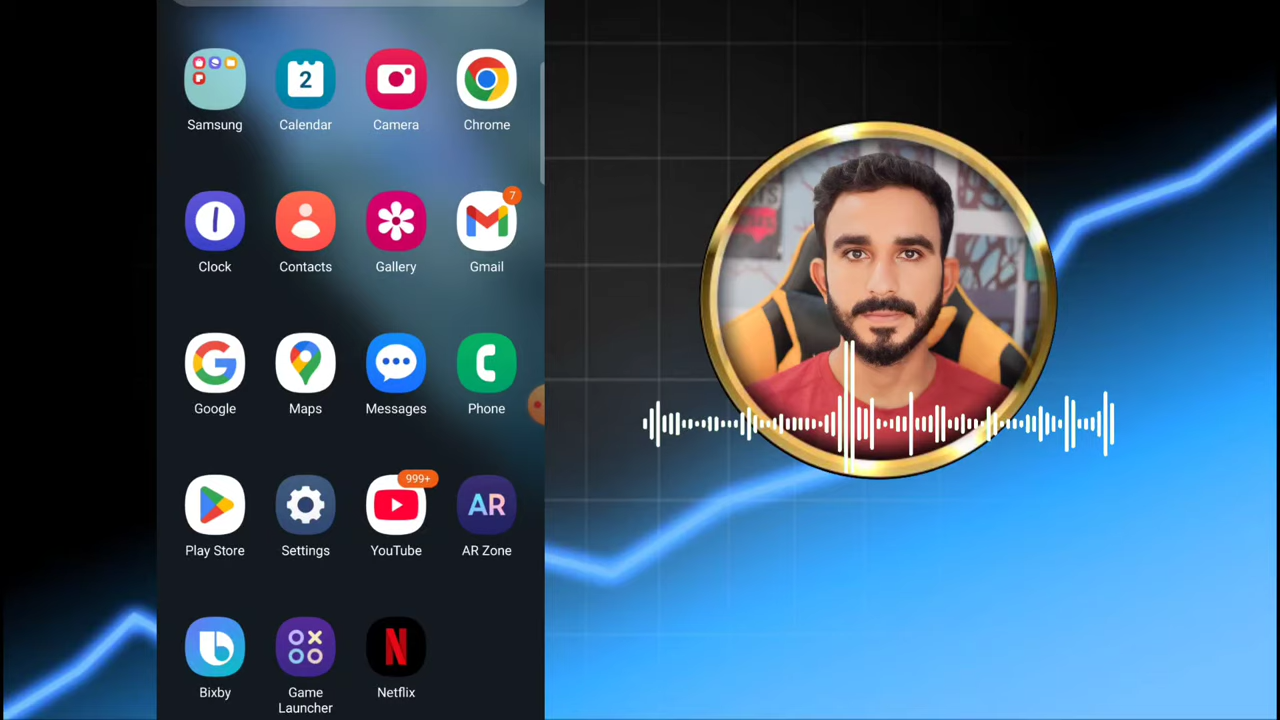 Samsung
2
Calendar
Camera
Chrome
Clock
Contacts
Gallery
7
Gmail
Google
Maps
Messages
Phone
Play Store
Settings
999+
YouTube
AR
AR Zone
Bixby
Game
Launcher
N
Netflix